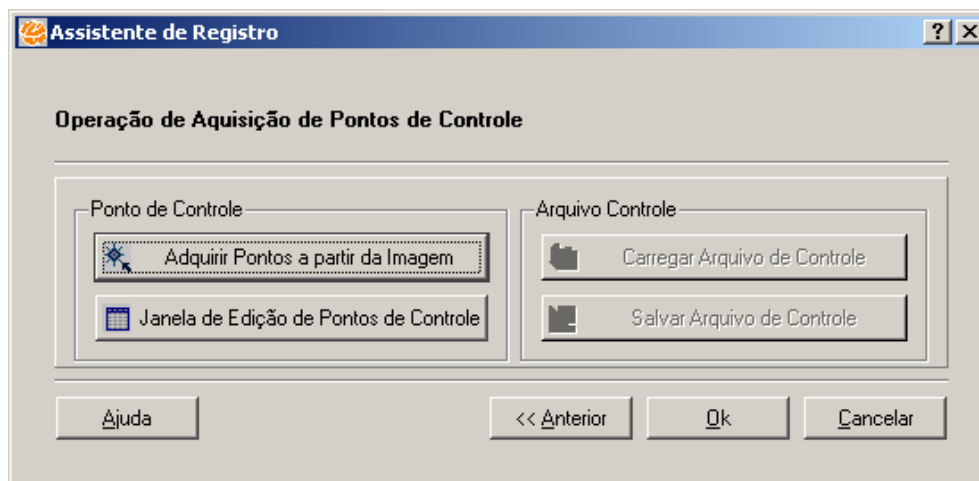 Assistente de Registro
Operação de Aquisição de Pontos de Controle
Ponto de Controle
Adquirir Pontos a partir da Imagem
Janela de Edição de Pontos de Controle
Arquivo Controle
Carregar Arquivo de Controle
Salvar Arquivo de Controle
Ajuda
<< Anterior
Ok
Cancelar